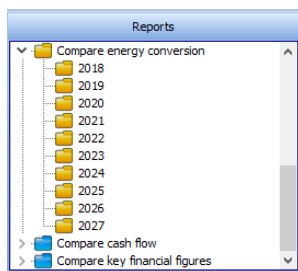 Reports
Compare energy conversion
2018
2019
2020
2021
2022
2023
2024
2025
2026
2027
Compare cash flow
Compare key financial figures